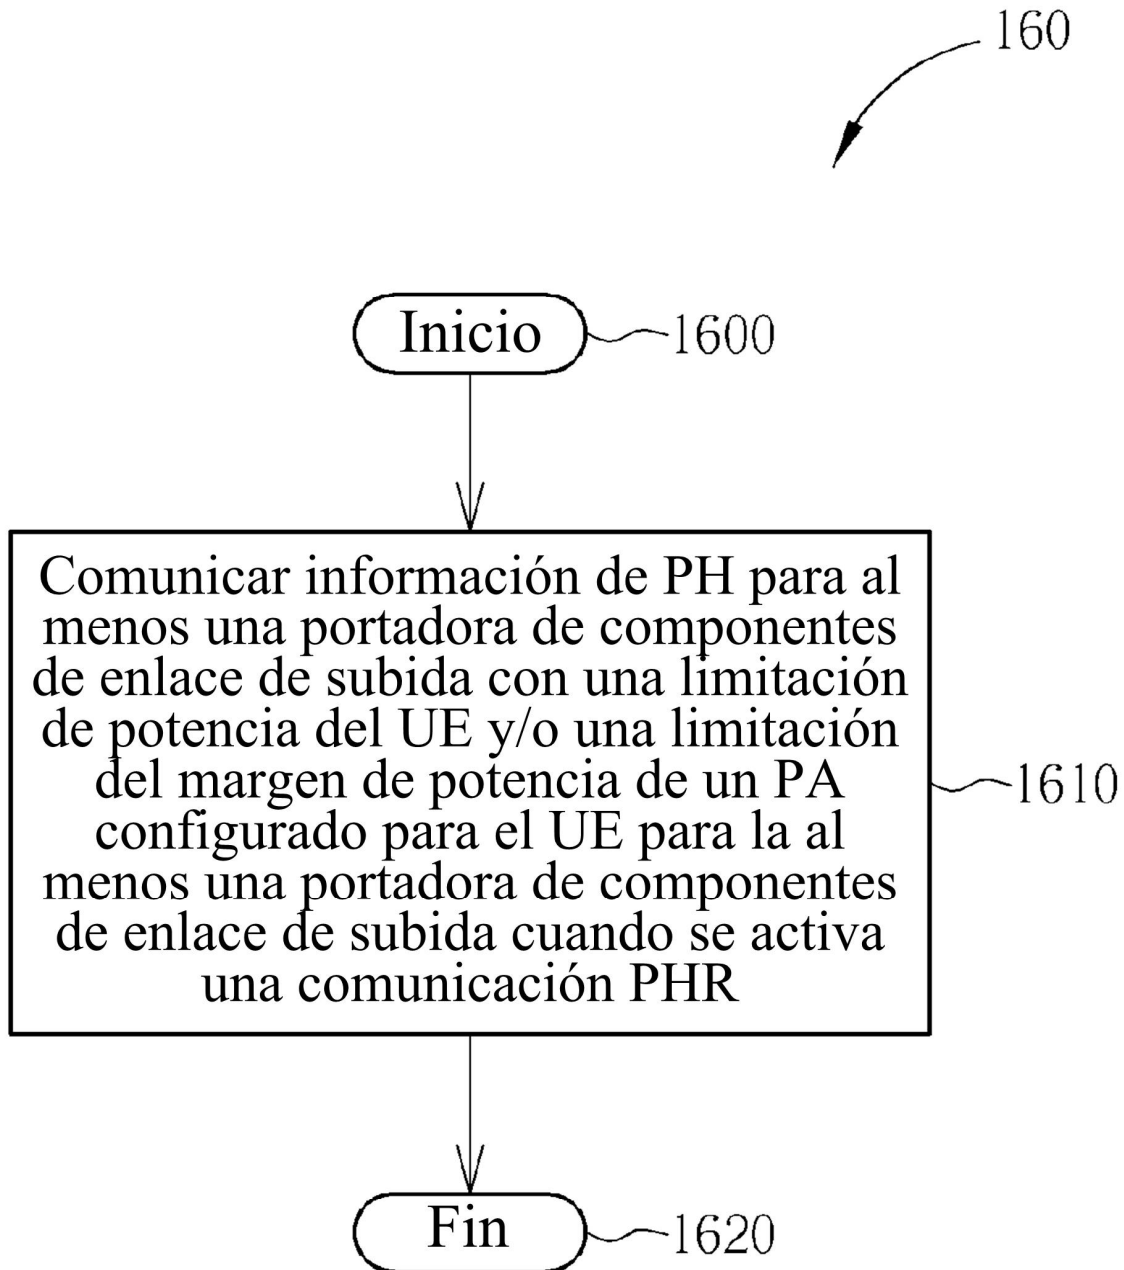 160
Inicio
1600
Comunicar información de PH para al
menos una portadora de componentes
de enlace de subida con una limitación
de potencia del UE y/o una limitación
del margen de potencia de un PA
configurado para el UE para la al
menos una portadora de componentes
de enlace de subida cuando se activa
una comunicación PHR
1610
Fin
1620